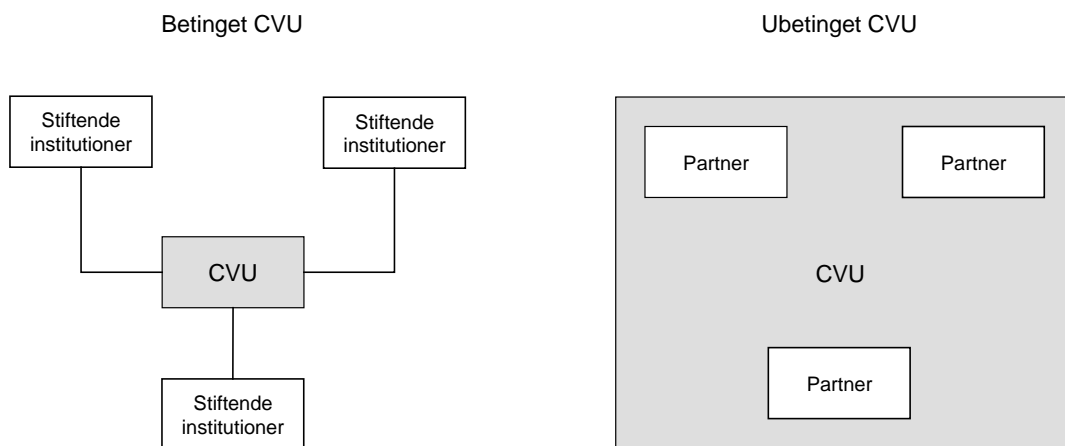 Betinget CVU
Ubetinget CVU
Stiftende
institutioner
Stiftende
institutioner
Partner
Partner
CVU
CVU
Partner
Stiftende
institutioner